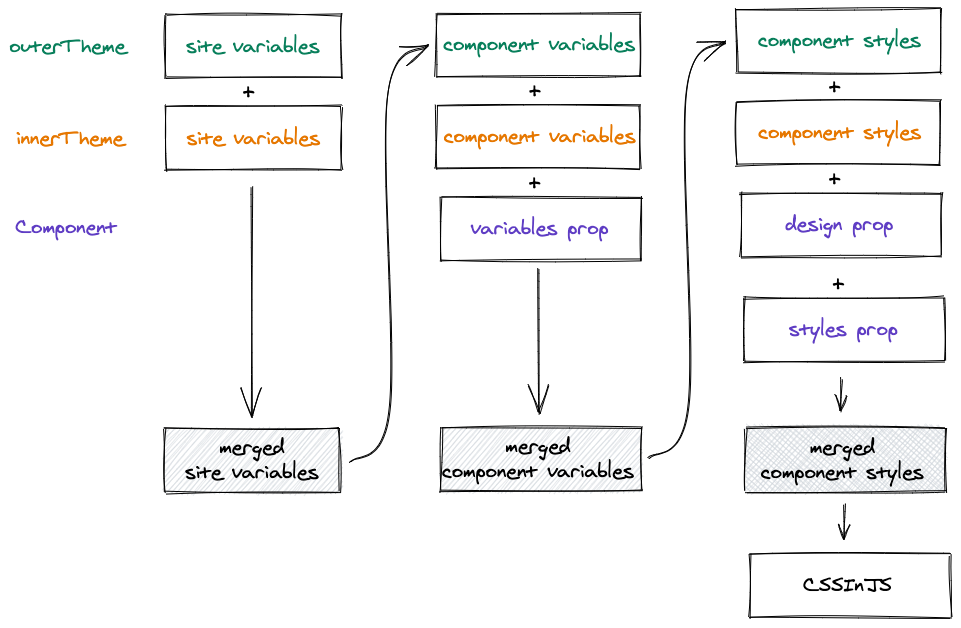 outerTheme
site variables
component variables
component styles
+
+
+
innerTheme
site variables
component variables
component styles
+
+
Component
variables prop
design prop
+
styles prop
merged
site variables
merged
component variables
merged
component styles
CSSInJS